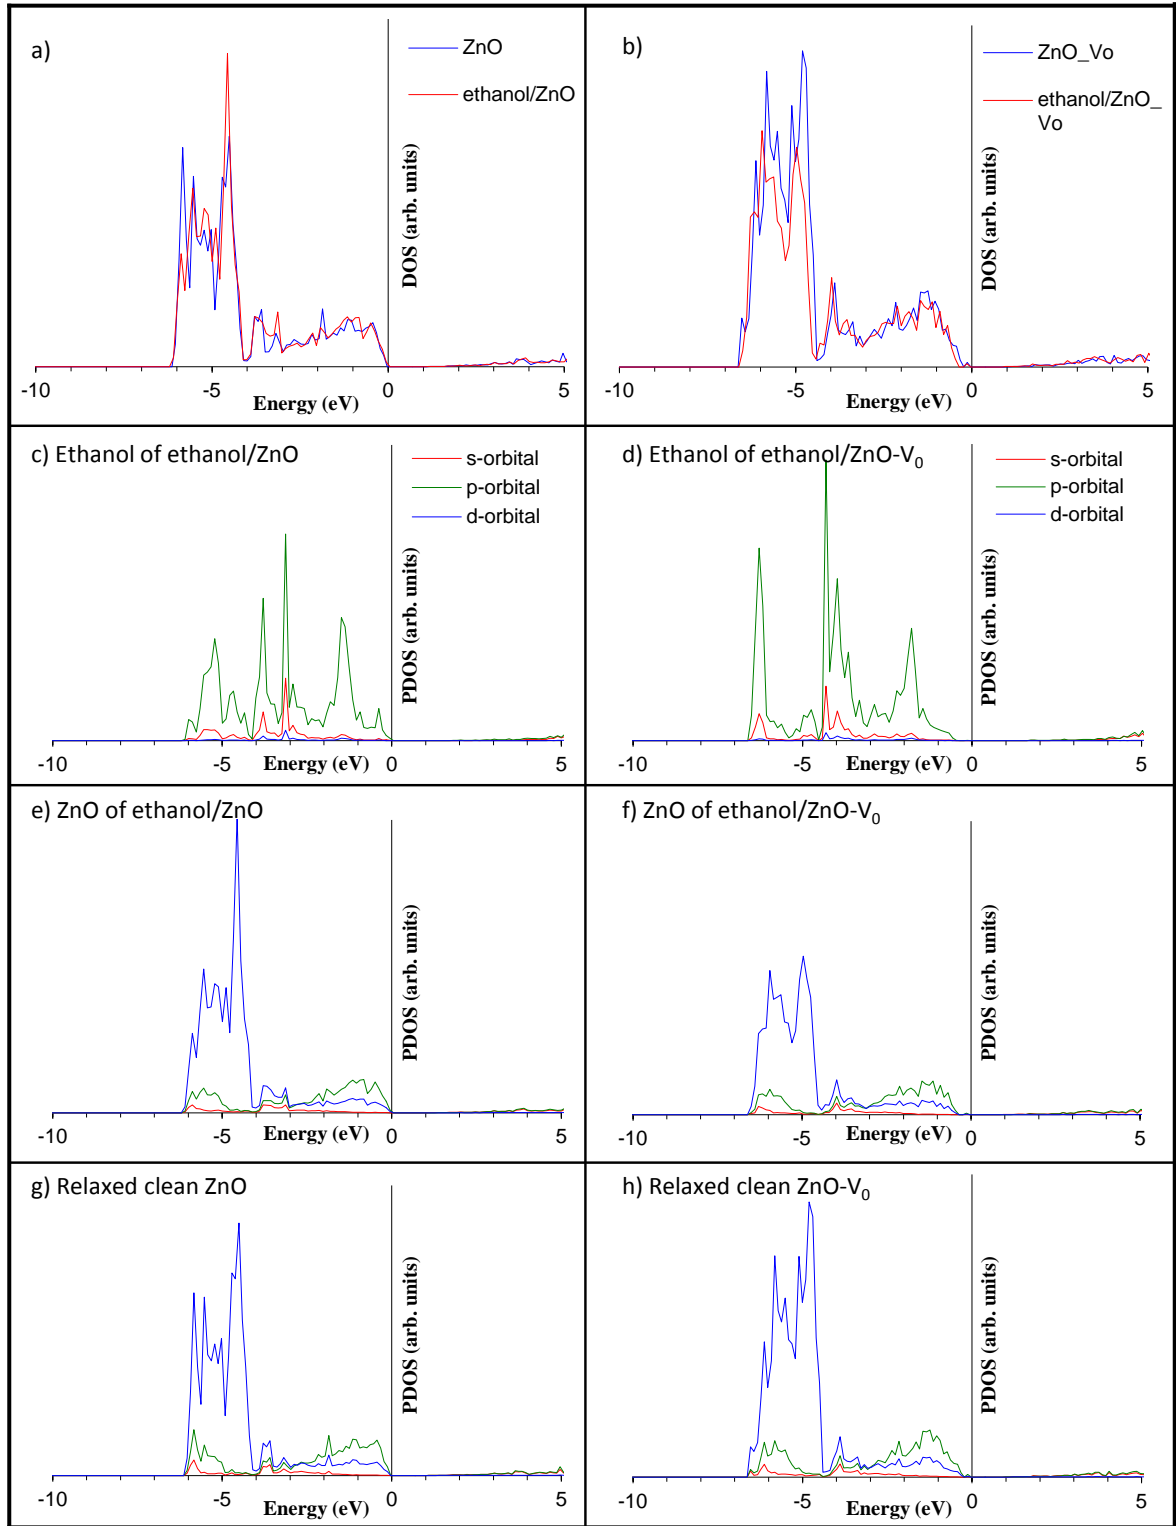 a)
ZnO
ethanol/ZnO
DOS (arb. units)
-10
-5
0
5
Energy (eV)
b)
ZnO_Vo
ethanol/ZnO_
Vo
DOS (arb. units)
-10
-5
0
5
Energy (eV)
c) Ethanol of ethanol/ZnO
s-orbital
p-orbital
d-orbital
PDOS (arb. units)
-10
-5
0
5
Energy (eV)
d) Ethanol of ethanol/ZnO-V0
s-orbital
p-orbital
d-orbital
PDOS (arb. units)
-10
-5
0
5
Energy (eV)
e) ZnO of ethanol/ZnO
PDOS (arb. units)
-10
-5
0
5
Energy (eV)
f) ZnO of ethanol/ZnO-V0
PDOS (arb. units)
-10
-5
0
5
Energy (eV)
g) Relaxed clean ZnO
PDOS (arb. units)
-10
-5
0
5
Energy (eV)
h) Relaxed clean ZnO-V0
PDOS (arb. units)
-10
-5
0
5
Energy (eV)